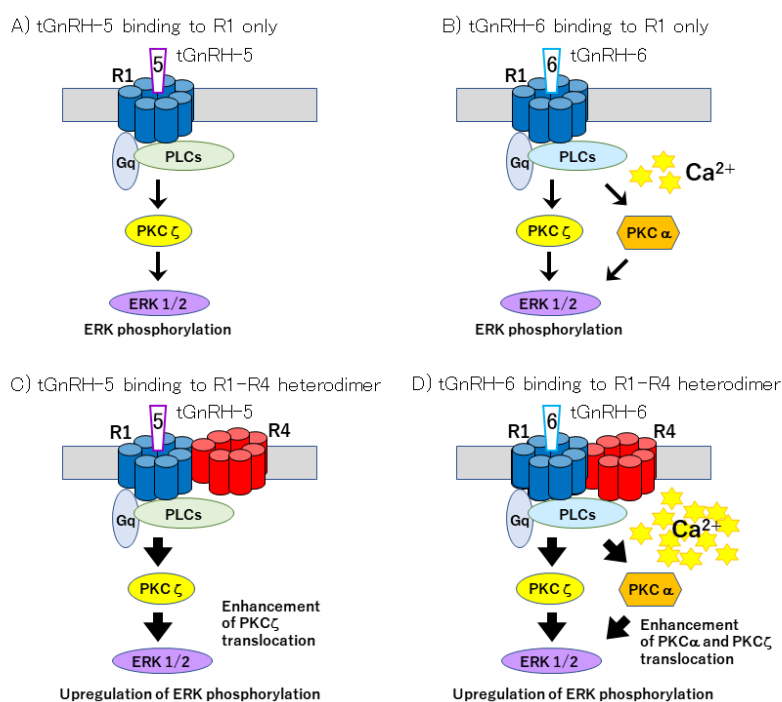 A) tGnRH-5 binding to R1 only
tGnRH-5
5
R1
Gq
PLCs
PKC ζ
ERK 1/2
ERK phosphorylation
B) tGnRH-6 binding to R1 only
tGnRH-6
6
R1
Gq
PLCs
Ca2+
PKC ζ
PKC α
ERK 1/2
ERK phosphorylation
C) tGnRH-5 binding to R1-R4 heterodimer
tGnRH-5
5
R1
R4
Gq
PLCs
PKC ζ
Enhancement
of PKCζ
translocation
ERK 1/2
Upregulation of ERK phosphorylation
D) tGnRH-6 binding to R1-R4 heterodimer
tGnRH-6
6
R1
R4
Gq
PLCs
Ca2+
PKC ζ
PKC α
Enhancement
of PKCα and PKCζ
translocation
ERK 1/2
Upregulation of ERK phosphorylation